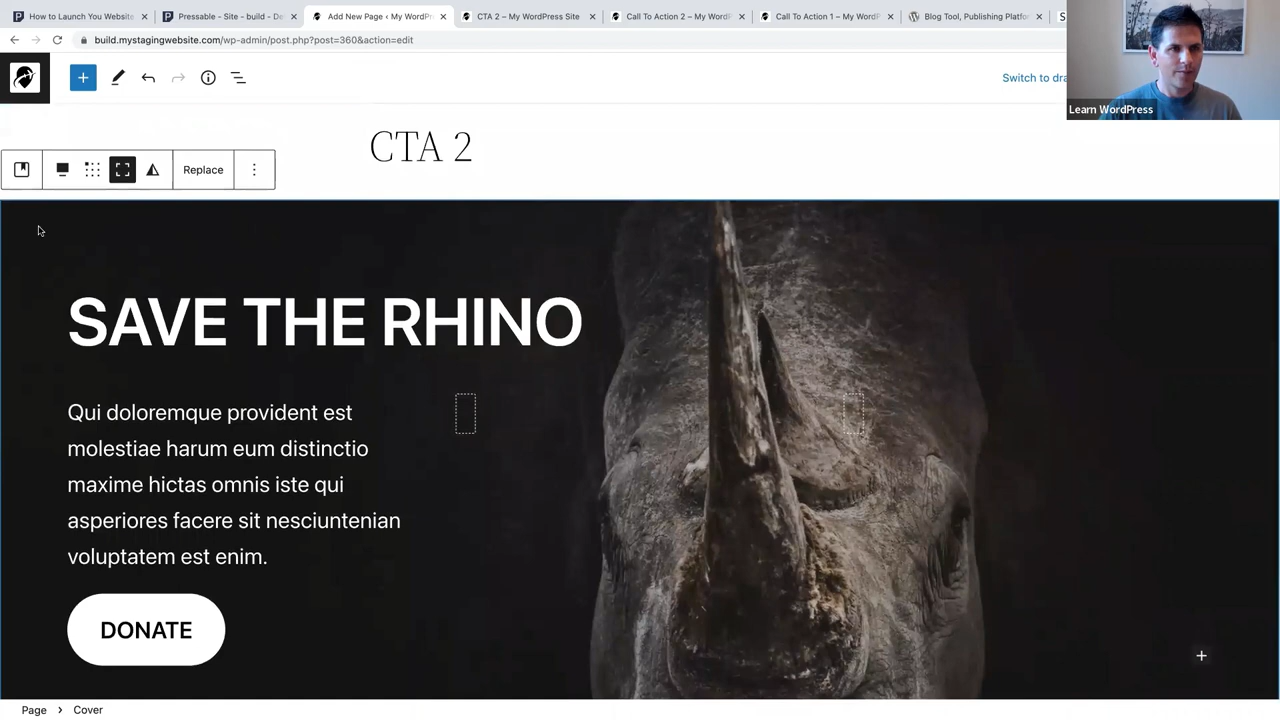 How to Launch You Website
Pressable - Site - build - De
Add New Page ‹ My WordPr
CTA 2 – My WordPress Site
Call To Action 2 – My WordF
Call To Action 1 – My WordP
Blog Tool, Publishing Platfor
S
build.mystagingwebsite.com/wp-admin/post.php?post=360&action=edit
Switch to dra
Learn WordPress
CTA 2
Replace
SAVE THE RHINO
Qui doloremque provident est
molestiae harum eum distinctio
maxime hictas omnis iste qui
asperiores facere sit nesciuntenian
voluptatem est enim.
DONATE
Page > Cover